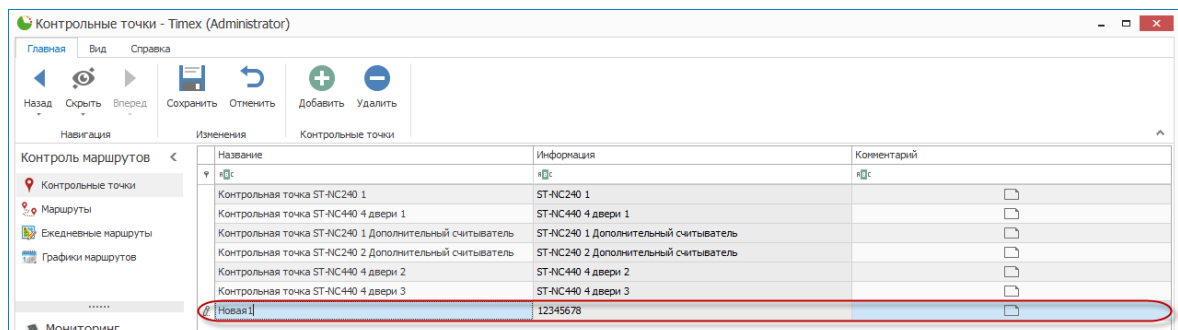 Контрольные точки - Timex (Administrator)
Главная Вид Справка
Назад Скрыть Вперед Сохранить Отменить Добавить Удалить
Навигация Изменения Контрольные точки
Контроль маршрутов
Контрольные точки
Маршруты
Ежедневные маршруты
Графики маршрутов
Мониторинг
Название Информация Комментарий
Контрольная точка ST-NC240 1 ST-NC240 1
Контрольная точка ST-NC440 4 двери 1 ST-NC440 4 двери 1
Контрольная точка ST-NC240 1 Дополнительный считыватель ST-NC240 1 Дополнительный считыватель
Контрольная точка ST-NC240 2 Дополнительный считыватель ST-NC240 2 Дополнительный считыватель
Контрольная точка ST-NC440 4 двери 2 ST-NC440 4 двери 2
Контрольная точка ST-NC440 4 двери 3 ST-NC440 4 двери 3
Новая1 12345678